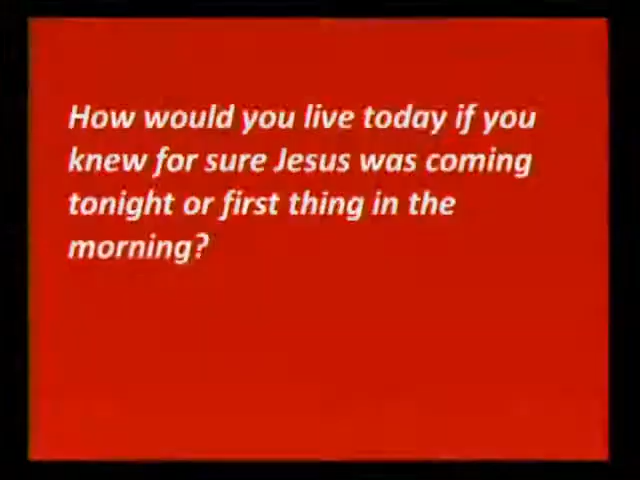 How would you live today if you
knew for sure Jesus was coming
tonight or first thing in the
morning?